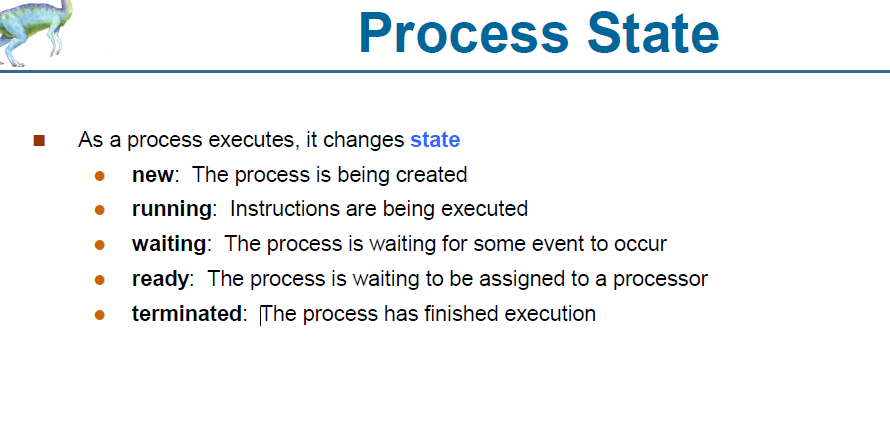 Process State
As a process executes, it changes state
new: The process is being created
running: Instructions are being executed
waiting: The process is waiting for some event to occur
ready: The process is waiting to be assigned to a processor
terminated: The process has finished execution